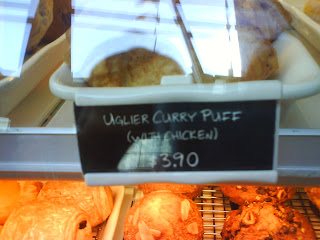 UGLIER CURRY PUFF
(WITH CHICKEN)
$3.90